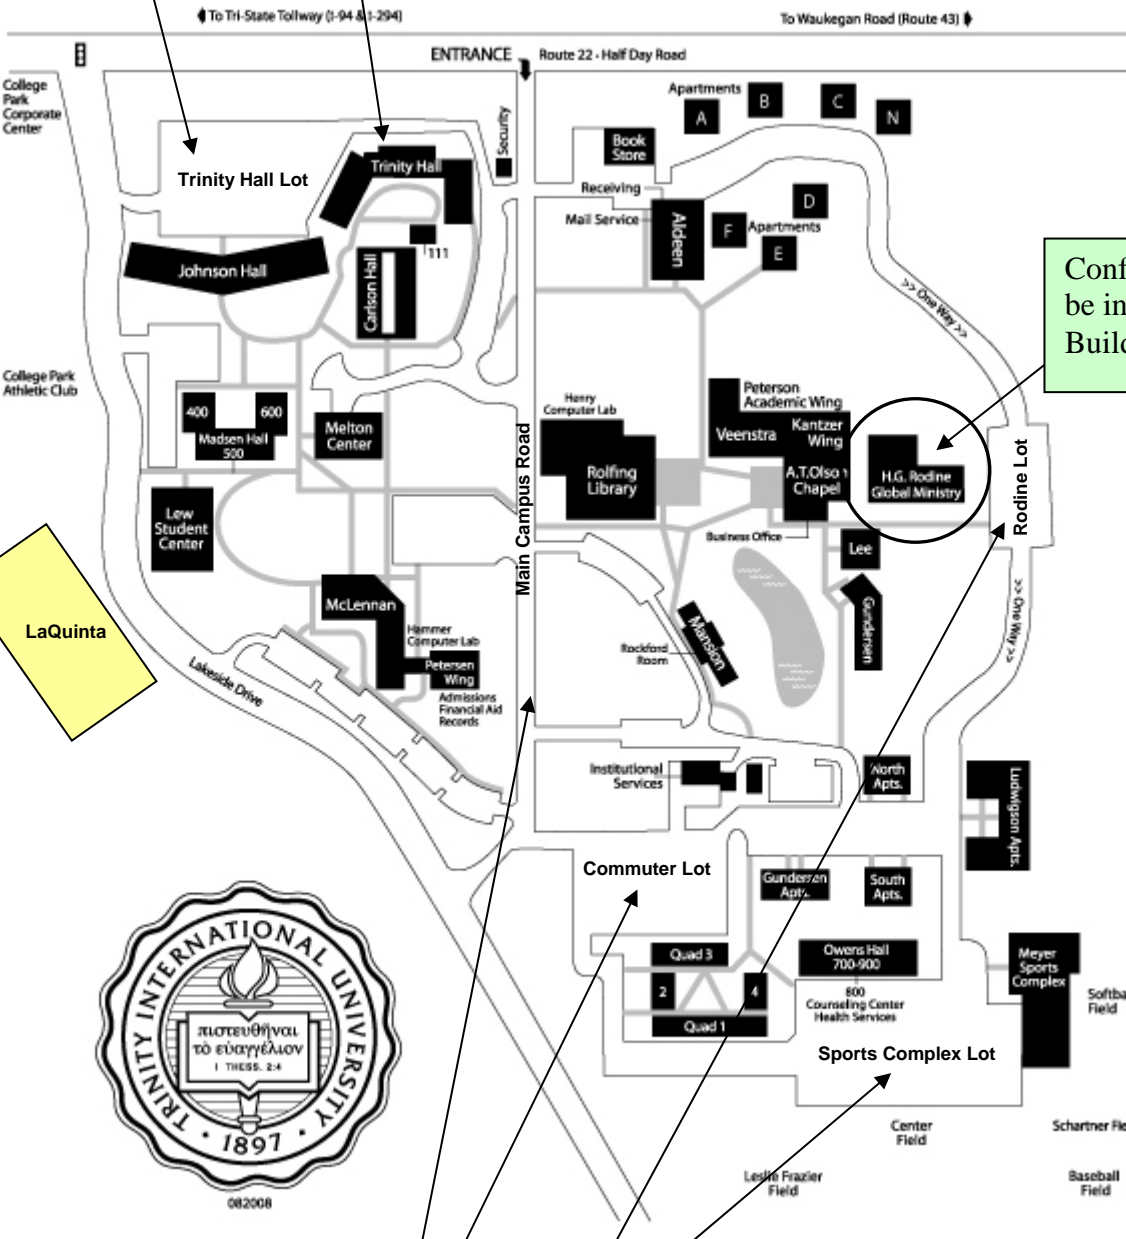 To Tri-State Tollway (I-94 & I-294)
To Waukegan Road (Route 43)
ENTRANCE
Route 22 - Half Day Road
College
Park
Corporate
Center
Security
Apartments
A
B
C
N
Book
Store
Trinity Hall
Trinity Hall Lot
Receiving
Mail Service
Aldeen
D
F
Apartments
E
111
Johnson Hall
Carlson Hall
Conf
be in
Build
>> One Way >>
College Park
Athletic Club
400
600
Madsen Hall
500
Melton
Center
Henry
Computer Lab
Rolfing
Library
Peterson
Academic Wing
Veenstra
Kantzer
Wing
A.T.Olson
Chapel
H.G. Rodine
Global Ministry
Rodine Lot
Main Campus Road
Business Office
Lew
Student
Center
Lee
Gundersen
>> One Way >>
LaQuinta
McLennan
Hammer
Computer Lab
Petersen
Wing
Admissions
Financial Aid
Records
Rockford
Room
Mansion
Lakeside Drive
Institutional
Services
North
Apts.
Ludwigson Apts.
Commuter Lot
Gundersen
Apts.
South
Apts.
Quad 3
2
4
Quad 1
Owens Hall
700-900
800
Counseling Center
Health Services
Meyer
Sports
Complex
Softba
Field
Sports Complex Lot
Center
Field
Schartner Fie
Leslie Frazier
Field
Baseball
Field
TRINITY INTERNATIONAL UNIVERSITY
πιστευθῆναι
τὸ εὐαγγέλιον
I THESS. 2:4
· 1897 ·
082008